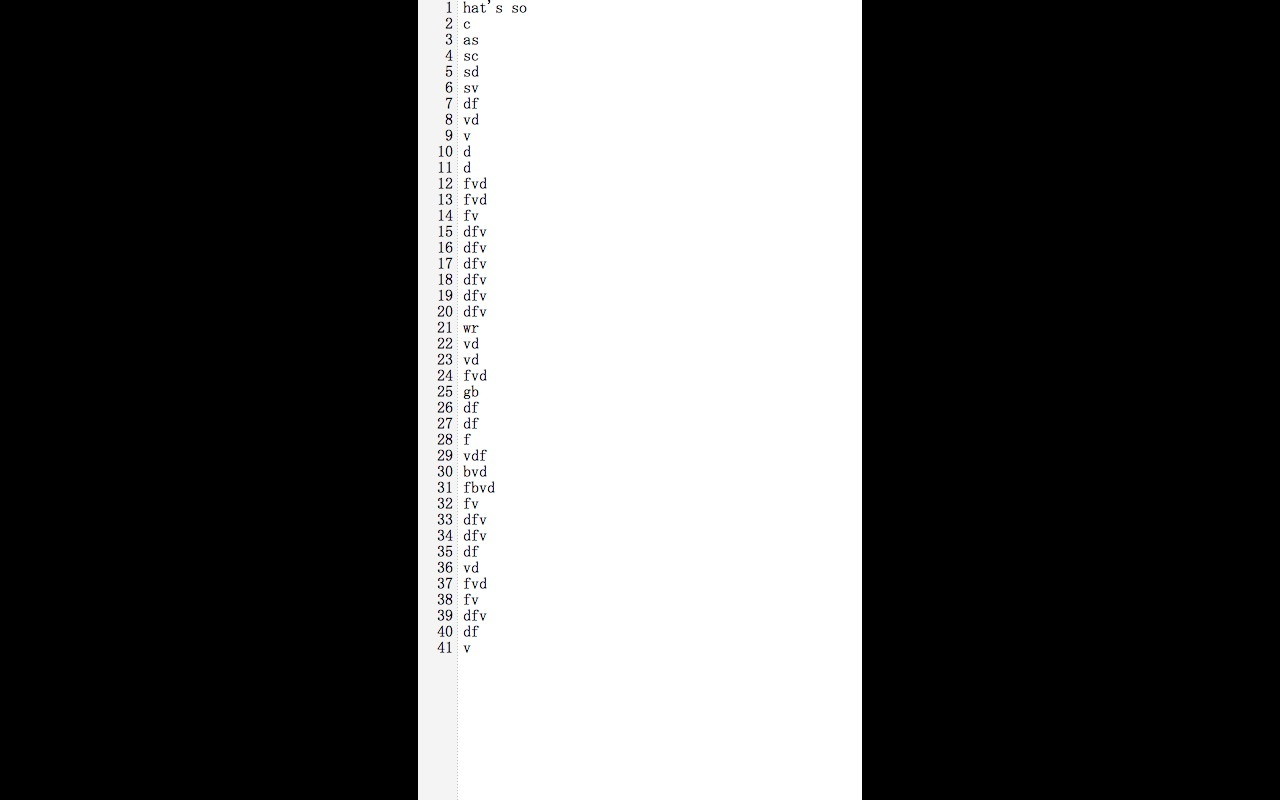 1 hat's so
2 c
3 as
4 sc
5 sd
6 sv
7 df
8 vd
9 v
10 d
11 d
12 fvd
13 fvd
14 fv
15 dfv
16 dfv
17 dfv
18 dfv
19 dfv
20 dfv
21 wr
22 vd
23 vd
24 fvd
25 gb
26 df
27 df
28 f
29 vdf
30 bvd
31 fbvd
32 fv
33 dfv
34 dfv
35 df
36 vd
37 fvd
38 fv
39 dfv
40 df
41 v